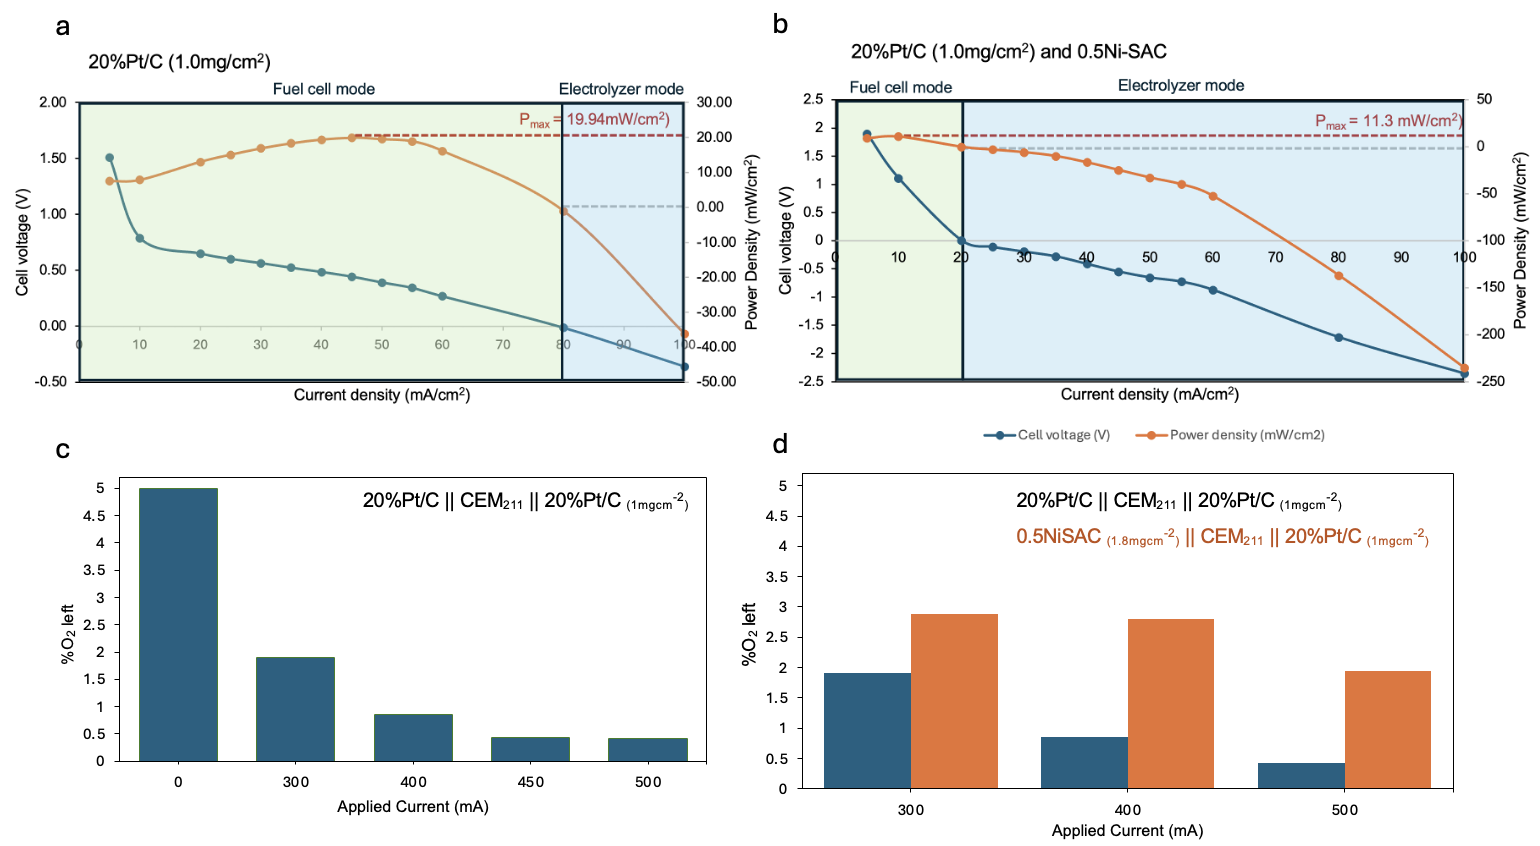 a
20%Pt/C (1.0mg/cm²)
Fuel cell mode
Electrolyzer mode
Pmax = 19.94mW/cm²)
2.00
1.50
1.00
0.50
0.00
-0.50
Cell voltage (V)
30.00
20.00
10.00
0.00
-10.00
-20.00
-30.00
-40.00
-50.00
Power Density (mW/cm²)
0 10 20 30 40 50 60 70 80 90 100
Current density (mA/cm²)
b
20%Pt/C (1.0mg/cm²) and 0.5Ni-SAC
Fuel cell mode
Electrolyzer mode
Pmax = 11.3 mW/cm²)
2.5
2
1.5
1
0.5
0
-0.5
-1
-1.5
-2
-2.5
Cell voltage (V)
50
0
-50
-100
-150
-200
-250
Power Density (mW/cm²)
0 10 20 30 40 50 60 70 80 90 100
Current density (mA/cm²)
Cell voltage (V) Power density (mW/cm2)
c
20%Pt/C || CEM₂₁₁ || 20%Pt/C (1mgcm⁻²)
5
4.5
4
3.5
3
2.5
2
1.5
1
0.5
0
%O₂ left
0 300 400 450 500
Applied Current (mA)
d
20%Pt/C || CEM₂₁₁ || 20%Pt/C (1mgcm⁻²)
0.5NiSAC (1.8mgcm⁻²) || CEM₂₁₁ || 20%Pt/C (1mgcm⁻²)
5
4.5
4
3.5
3
2.5
2
1.5
1
0.5
0
%O₂ left
300 400 500
Applied Current (mA)